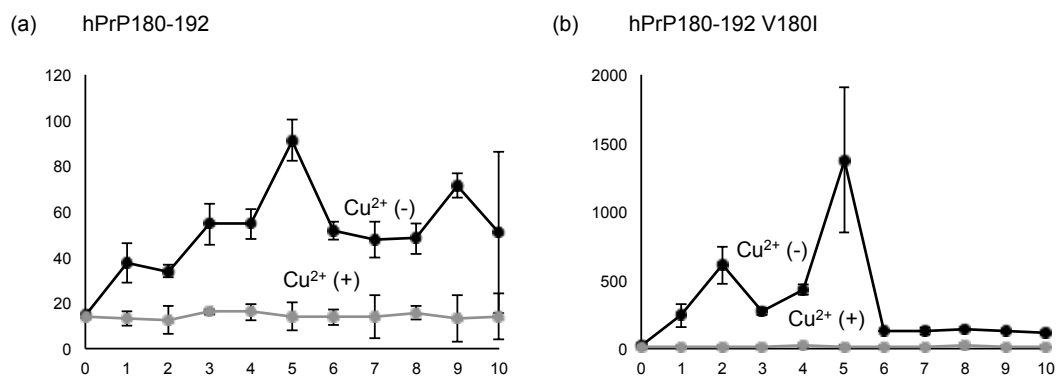 (a) hPrP180-192
(b) hPrP180-192 V180I
120
100
80
60
40
20
0
Cu²⁺ (-)
Cu²⁺ (+)
0 1 2 3 4 5 6 7 8 9 10
2000
1500
1000
500
0
Cu²⁺ (-)
Cu²⁺ (+)
0 1 2 3 4 5 6 7 8 9 10